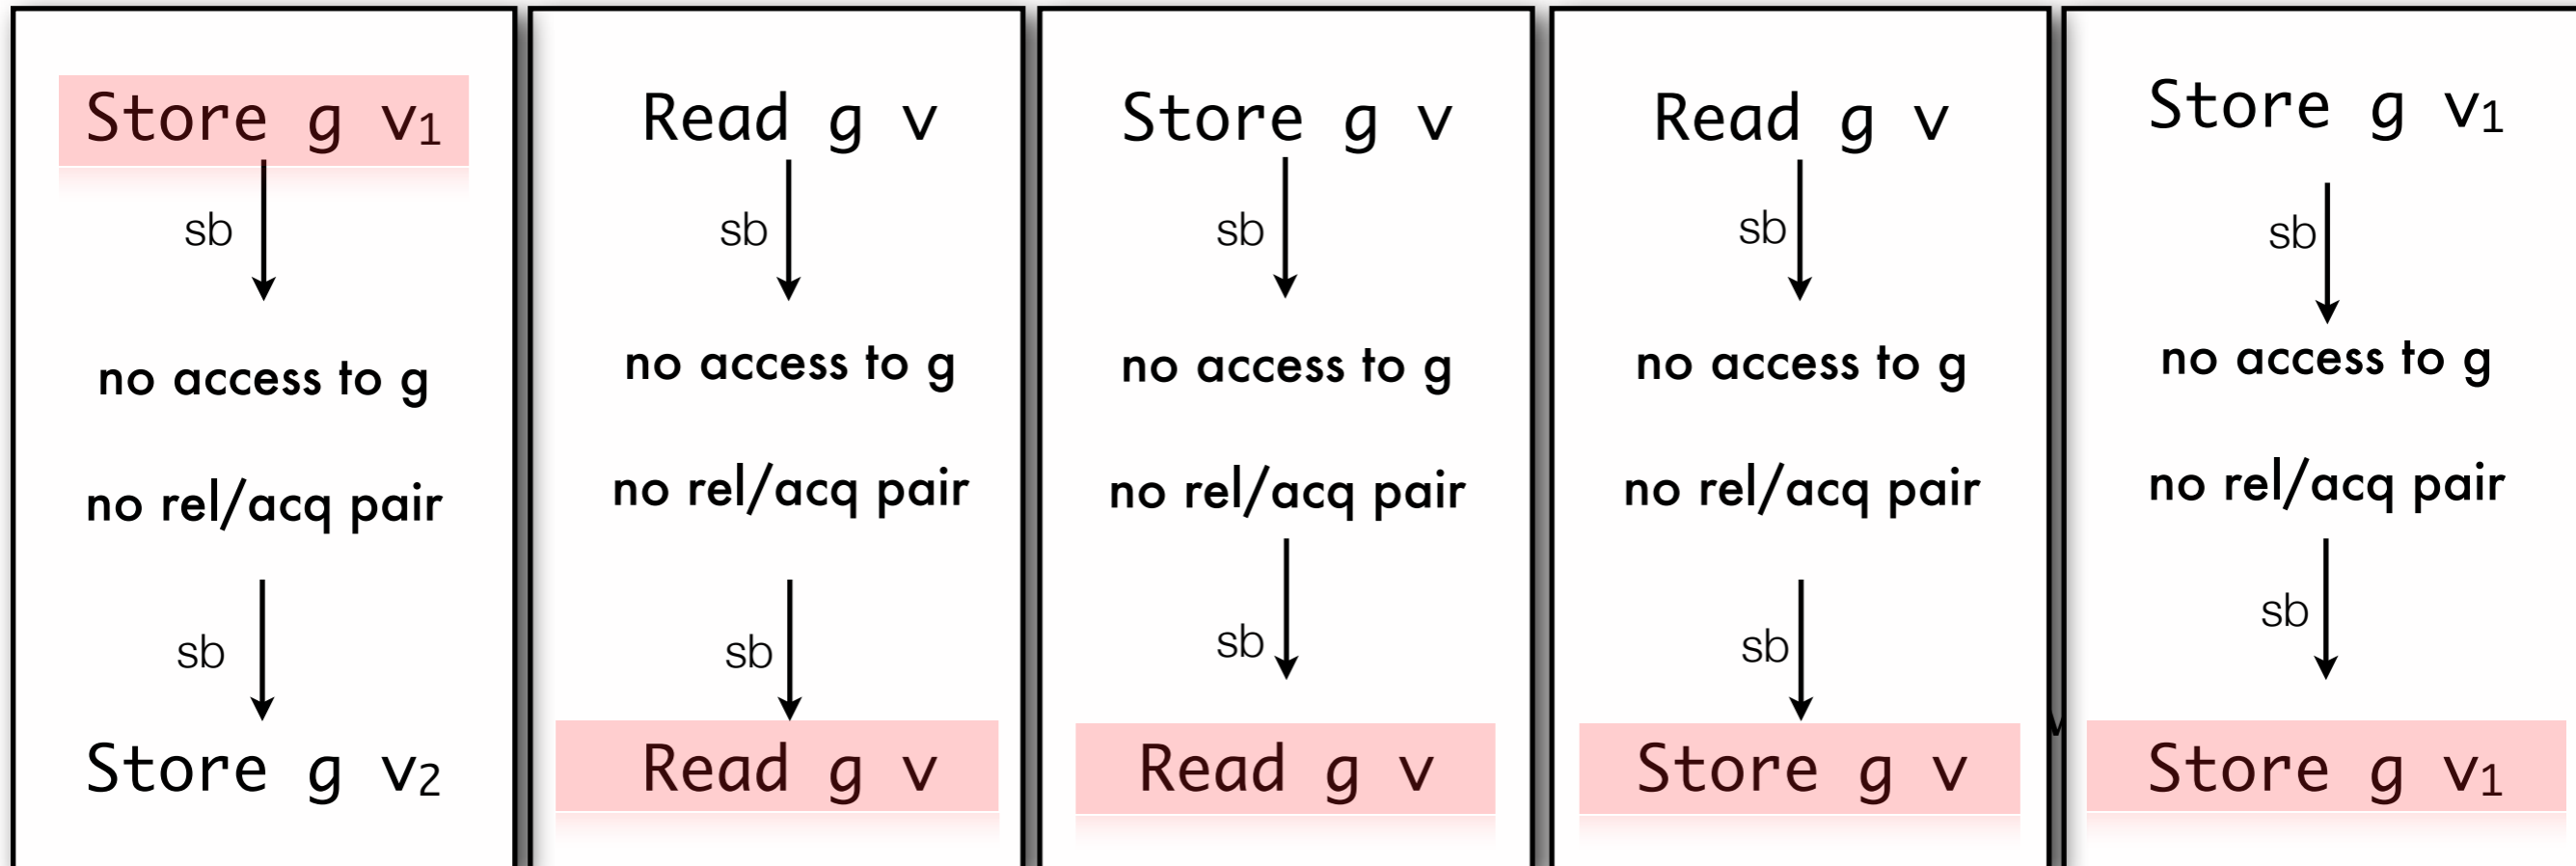 Store g v₁
sb
no access to g
no rel/acq pair
sb
Store g v₂
Read g v
sb
no access to g
no rel/acq pair
sb
Read g v
Store g v
sb
no access to g
no rel/acq pair
sb
Read g v
Read g v
sb
no access to g
no rel/acq pair
sb
Store g v
Store g v₁
sb
no access to g
no rel/acq pair
sb
Store g v₁